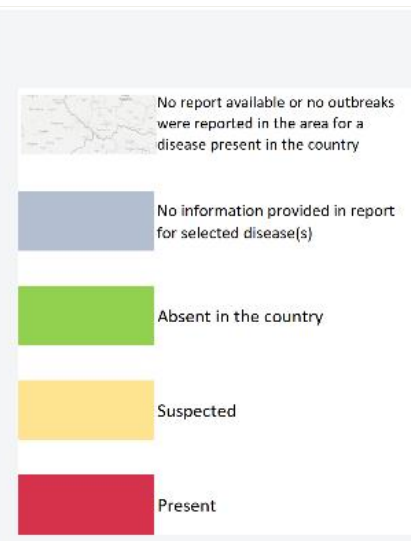 No report available or no outbreaks
were reported in the area for a
disease present in the country
No information provided in report
for selected disease(s)
Absent in the country
Suspected
Present